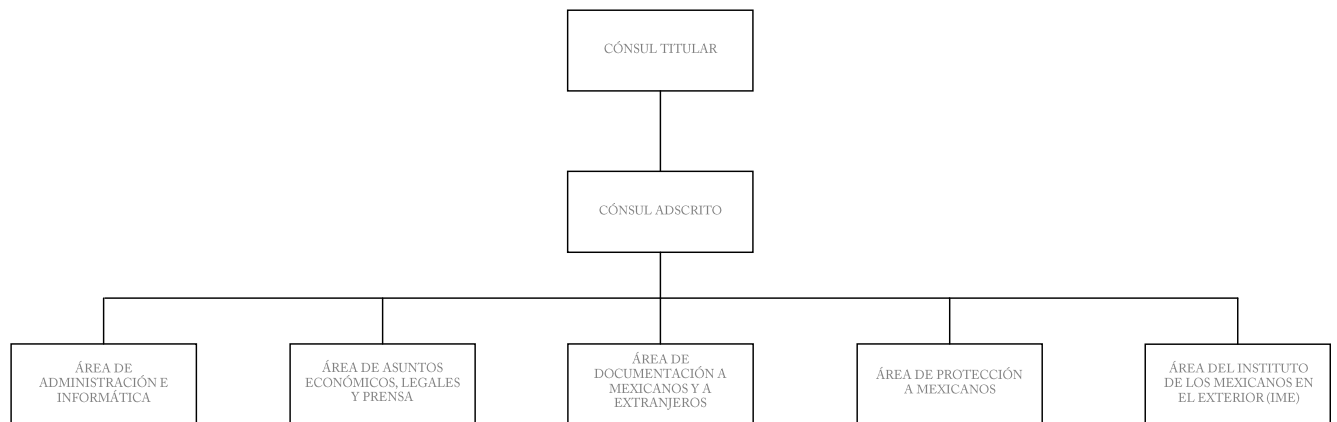 CÓNSUL TITULAR
CÓNSUL ADSCRITO
ÁREA DE
ADMINISTRACIÓN E
INFORMÁTICA
ÁREA DE ASUNTOS
ECONÓMICOS, LEGALES
Y PRENSA
ÁREA DE
DOCUMENTACIÓN A
MEXICANOS Y A
EXTRANJEROS
ÁREA DE PROTECCIÓN
A MEXICANOS
ÁREA DEL INSTITUTO
DE LOS MEXICANOS EN
EL EXTERIOR (IME)